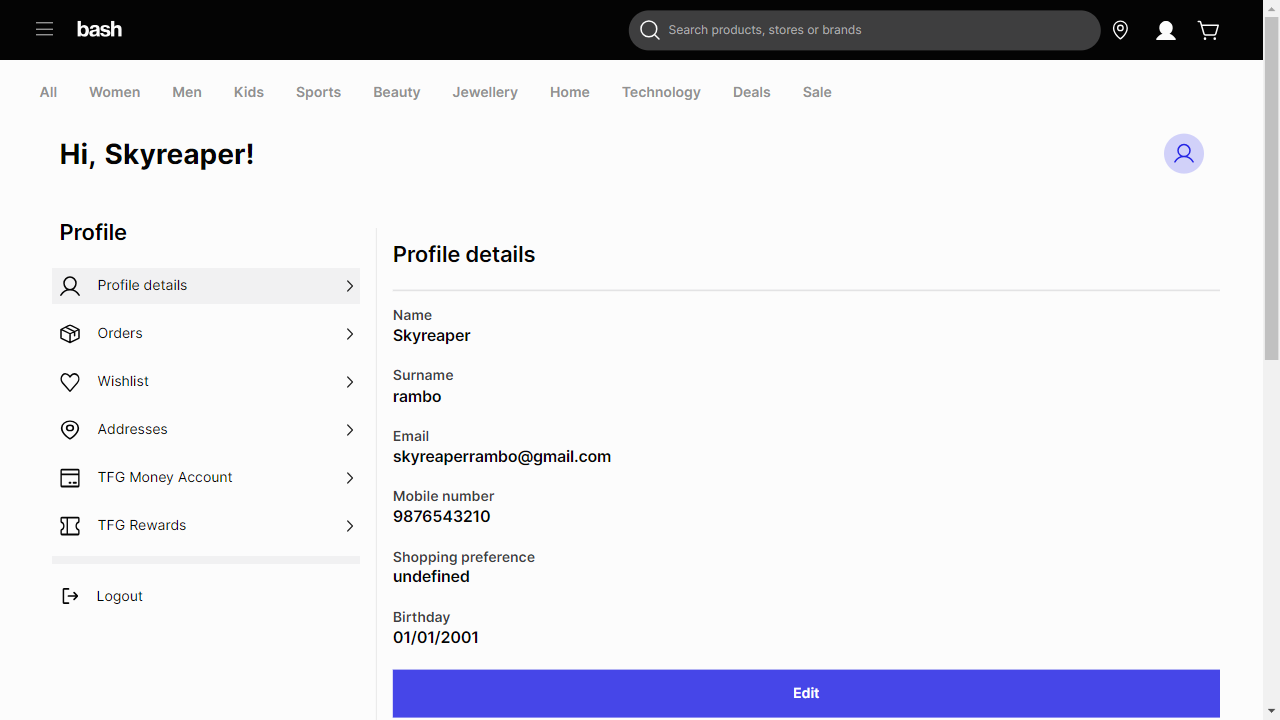 bash
Search products, stores or brands
All Women Men Kids Sports Beauty Jewellery Home Technology Deals Sale
Hi, Skyreaper!
Profile
Profile details
Orders
Wishlist
Addresses
TFG Money Account
TFG Rewards
Logout
Profile details
Name
Skyreaper
Surname
rambo
Email
skyreaperrambo@gmail.com
Mobile number
9876543210
Shopping preference
undefined
Birthday
01/01/2001
Edit